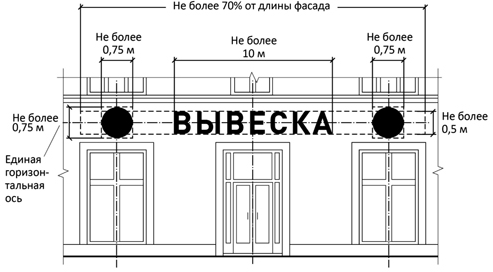 Не более 70% от длины фасада
Не более
0,75 м
Не более
10 м
Не более
0,75 м
Не более
0,75 м
ВЫВЕСКА
Не более
0,5 м
Единая
горизон-
тальная
ось